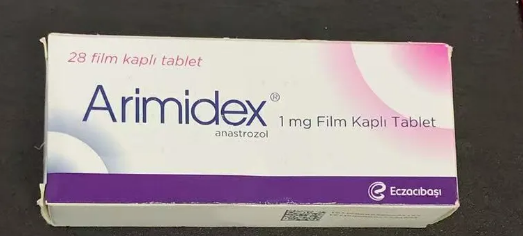 28 film kaplı tablet
Arimidex®
anastrozol
1 mg Film Kaplı Tablet
Eczacıbaşı